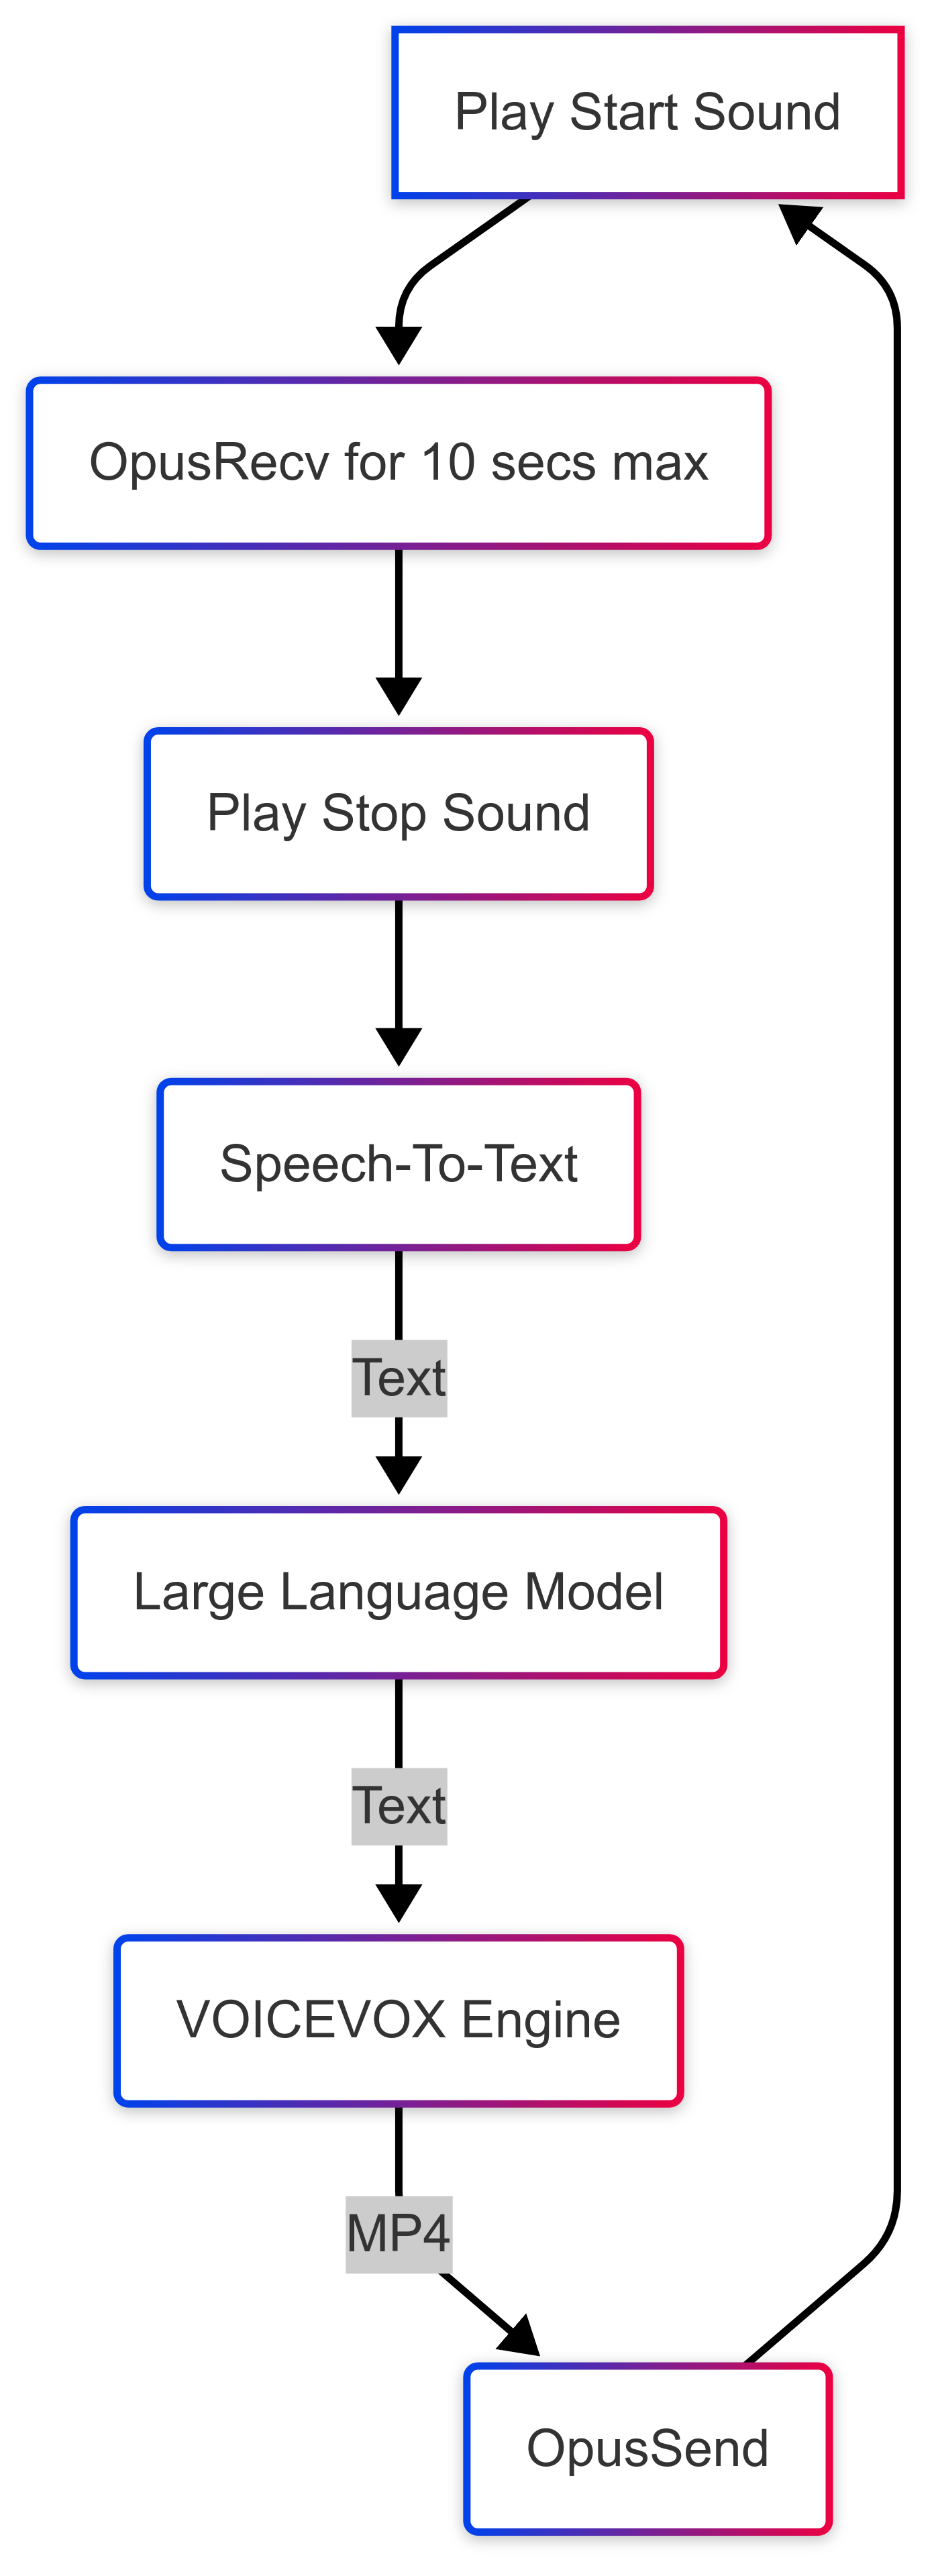 Play Start Sound
OpusRecv for 10 secs max
Play Stop Sound
Speech-To-Text
Text
Large Language Model
Text
VOICEVOX Engine
MP4
OpusSend